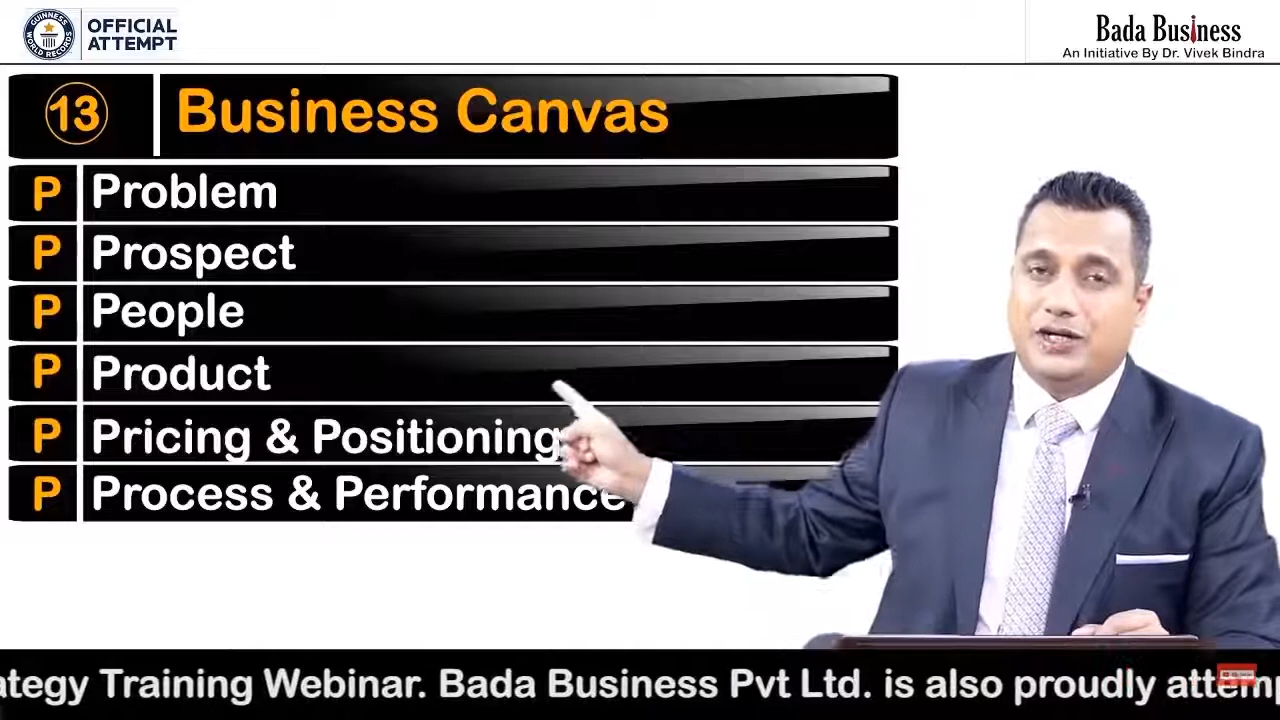 GUINNESS WORLD RECORDS
OFFICIAL
ATTEMPT
Bada Business
An Initiative By Dr. Vivek Bindra
13 Business Canvas
P Problem
P Prospect
P People
P Product
P Pricing & Positioning
P Process & Performance
ategy Training Webinar. Bada Business Pvt Ltd. is also proudly attemp